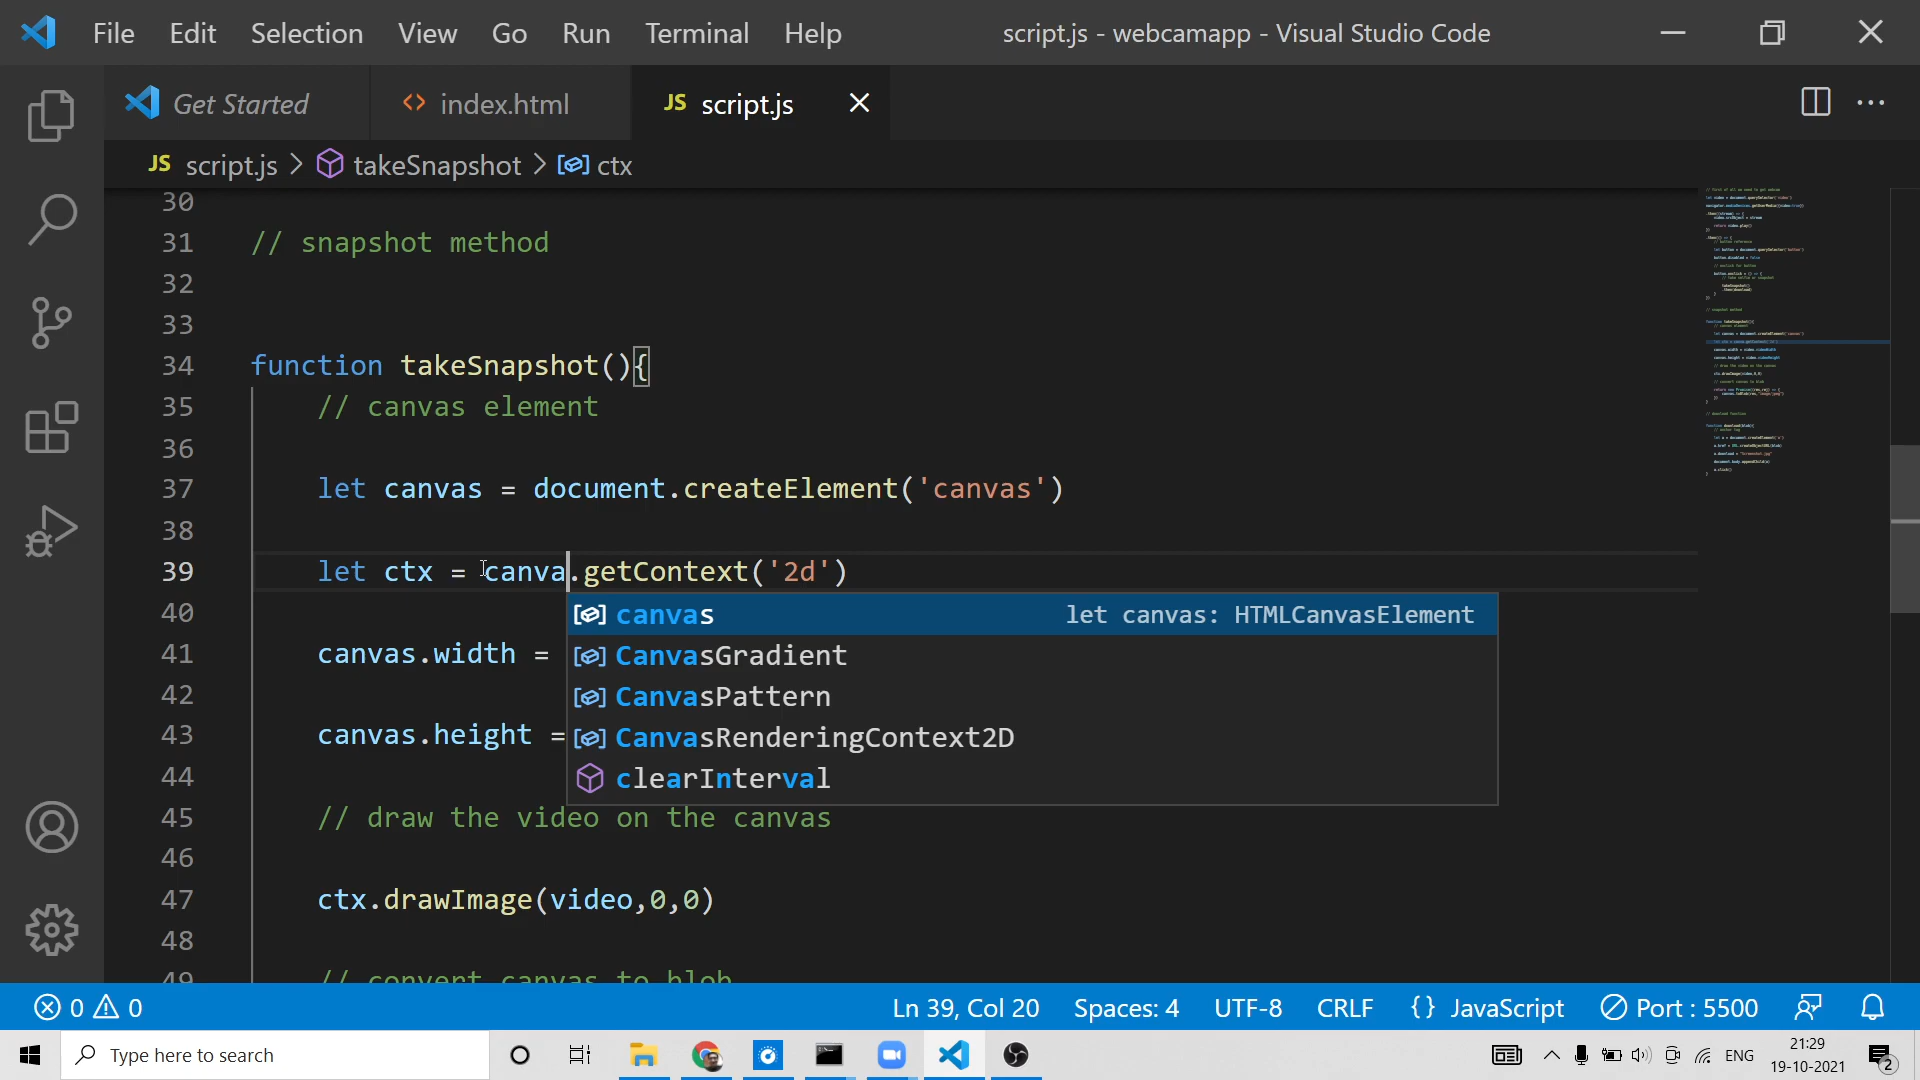 File Edit Selection View Go Run Terminal Help script.js - webcamapp - Visual Studio Code
Get Started index.html JS script.js
JS script.js > takeSnapshot > ctx
30
31 // snapshot method
32
33
34 function takeSnapshot(){
35 // canvas element
36
37 let canvas = document.createElement('canvas')
38
39 let ctx = canva.getContext('2d')
40 canvas let canvas: HTMLCanvasElement
CanvasGradient
41 canvas.width =
42 CanvasPattern
43 canvas.height = CanvasRenderingContext2D
44 clearInterval
45 // draw the video on the canvas
46
47 ctx.drawImage(video,0,0)
48
49 // convert canvas to blob
0 0 Ln 39, Col 20 Spaces: 4 UTF-8 CRLF {} JavaScript Port : 5500
Type here to search ENG 21:29
19-10-2021 2